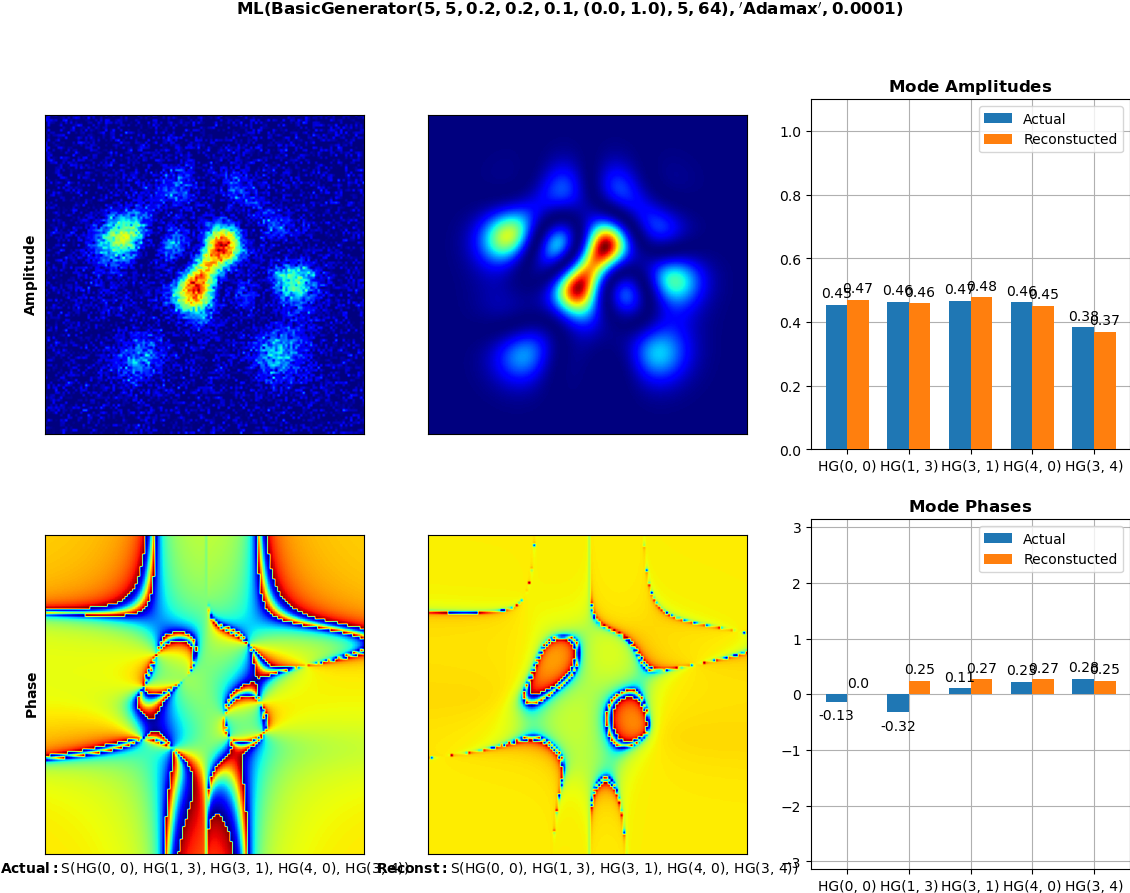 ML(BasicGenerator(5, 5, 0.2, 0.2, 0.1, (0.0, 1.0), 5, 64), 'Adamax', 0.0001)
Mode Amplitudes
Actual
Reconstucted
1.0
0.8
0.6
0.4
0.2
0.0
0.45 0.47 0.46 0.46 0.47 0.48 0.46 0.45 0.38 0.37
HG(0, 0) HG(1, 3) HG(3, 1) HG(4, 0) HG(3, 4)
Amplitude
Mode Phases
Actual
Reconstucted
3
2
1
0
−1
−2
−3
-0.13 0.0 -0.32 0.25 0.11 0.27 0.23 0.27 0.28 0.25
HG(0, 0) HG(1, 3) HG(3, 1) HG(4, 0) HG(3, 4)
Phase
Actual: S(HG(0, 0), HG(1, 3), HG(3, 1), HG(4, 0), HG(3, 4))
Reconst: S(HG(0, 0), HG(1, 3), HG(3, 1), HG(4, 0), HG(3, 4))